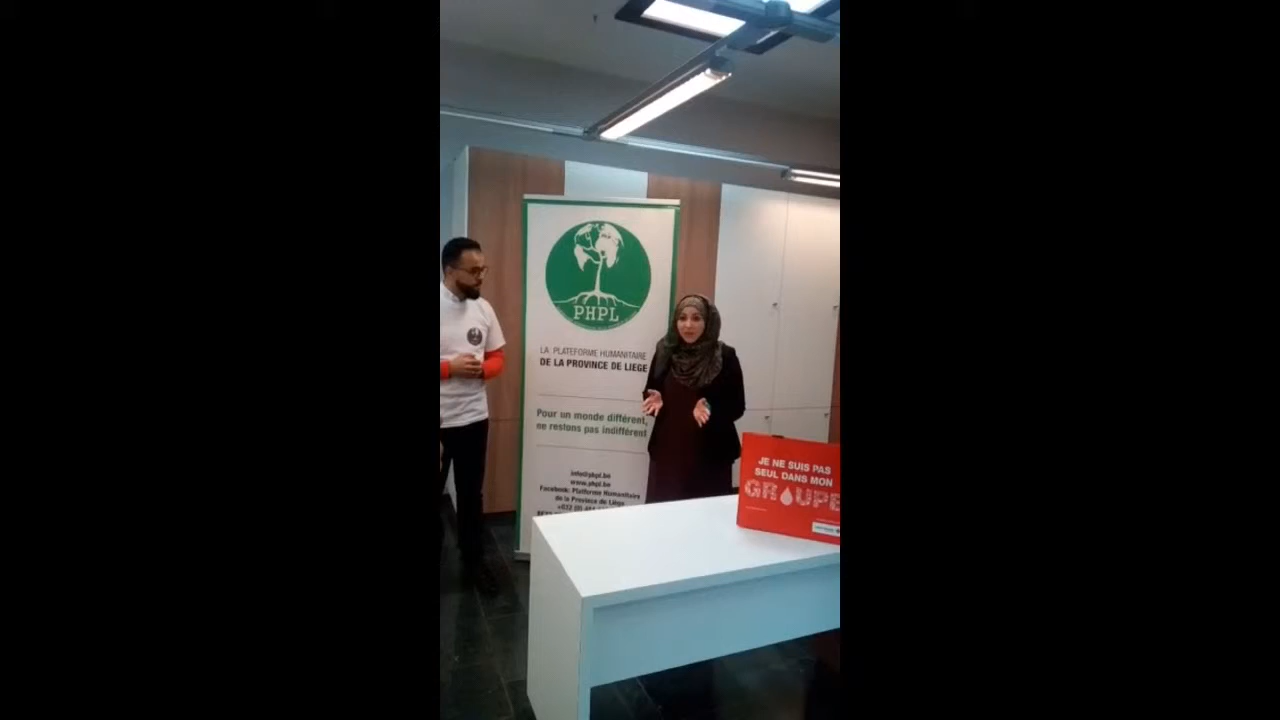 PHPL
LA PLATEFORME HUMANITAIRE
DE LA PROVINCE DE LIEGE
Pour un monde différent,
ne restons pas indifférent
info@phpl.be
www.phpl.be
Facebook: Platforme Humanitaire
de la Province de Liège
JE NE SUIS PAS
SEUL DANS MON
GROUPE